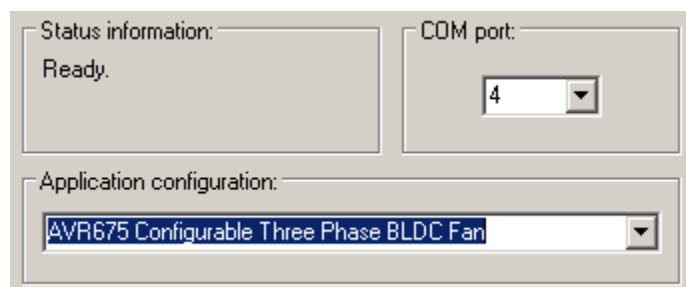 Status information:
Ready.
COM port:
4
Application configuration:
AVR675 Configurable Three Phase BLDC Fan